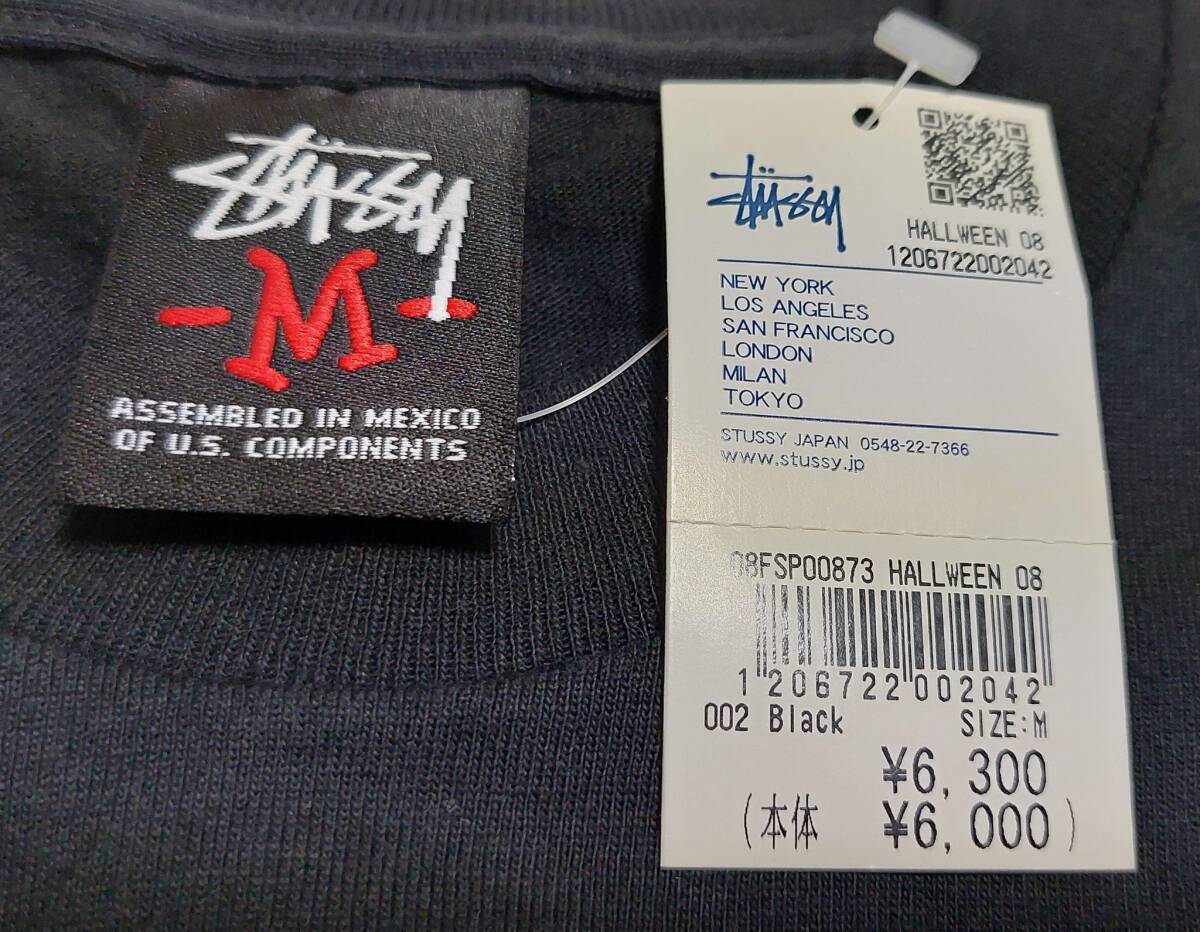 STÜSSY
-M-
ASSEMBLED IN MEXICO
OF U.S. COMPONENTS
STÜSSY
HALLWEEN 08
1206722002042
NEW YORK
LOS ANGELES
SAN FRANCISCO
LONDON
MILAN
TOKYO
STUSSY JAPAN 0548-22-7366
www.stussy.jp
08FSP00873 HALLWEEN 08
1 206722 002042
002 Black SIZE:M
¥6,300
(本体 ¥6,000)